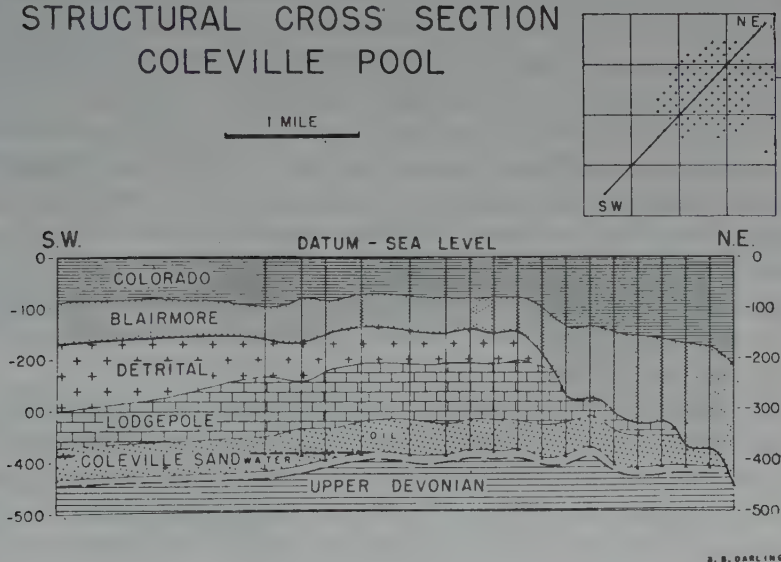 STRUCTURAL CROSS SECTION
COLEVILLE POOL
1 MILE
N.E.
SW
S.W.
DATUM - SEA LEVEL
N.E.
0
0
COLORADO
-100
-100
BLAIRMORE
-200
-200
DETRITAL
00
-300
LODGEPOLE
OIL
-400
COLEVILLE SAND WATER
-400
UPPER DEVONIAN
-500
-500